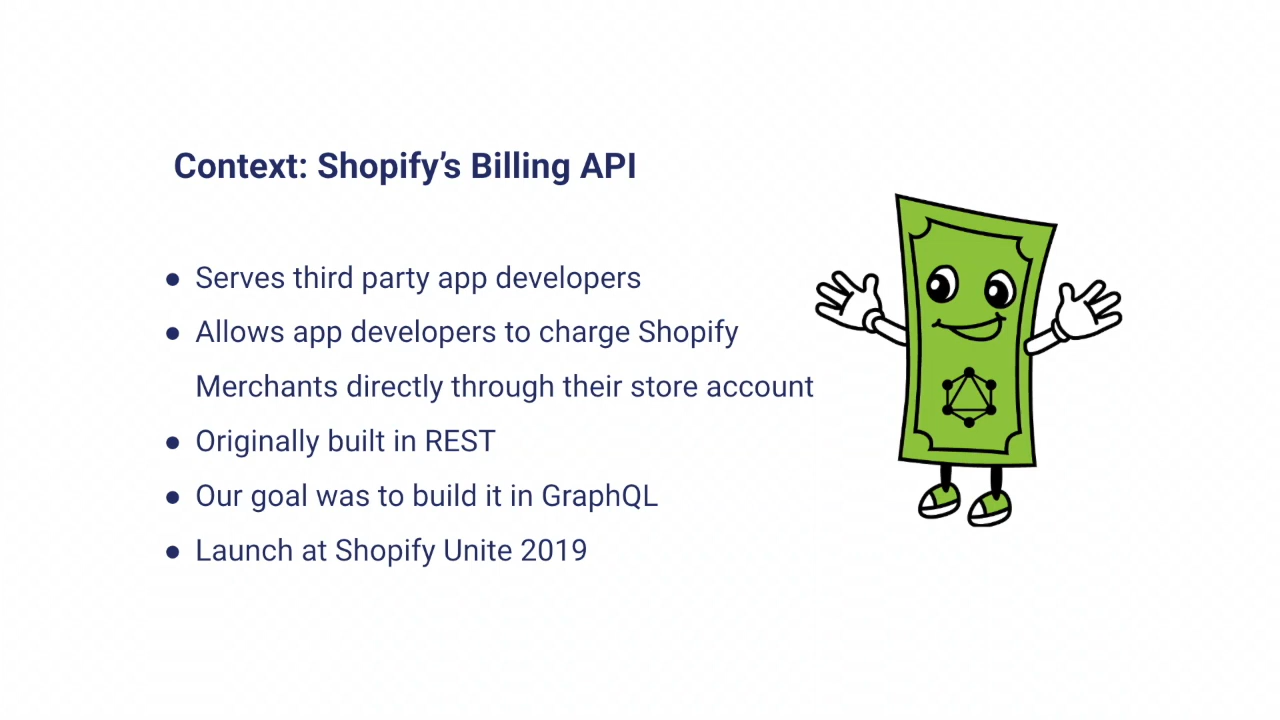 Context: Shopify’s Billing API
● Serves third party app developers
● Allows app developers to charge Shopify
Merchants directly through their store account
● Originally built in REST
● Our goal was to build it in GraphQL
● Launch at Shopify Unite 2019